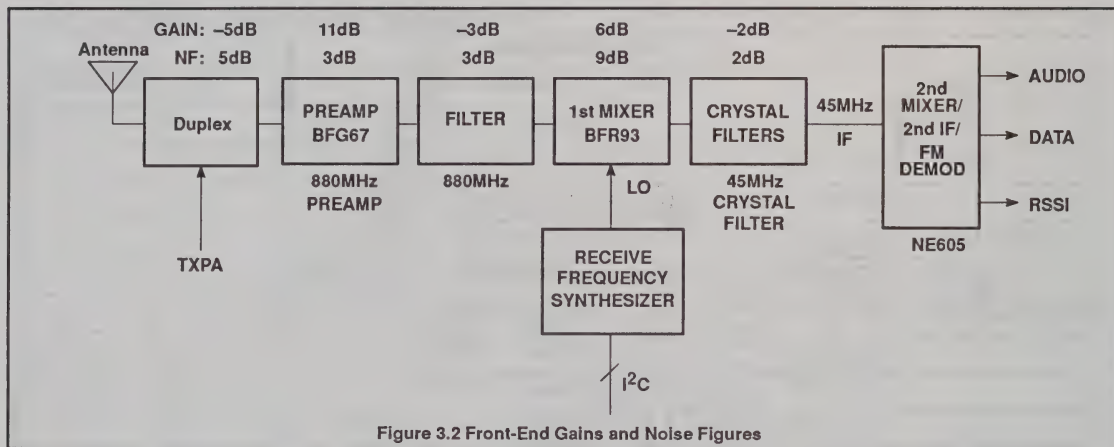 GAIN: –5dB 11dB –3dB 6dB –2dB
Antenna
NF: 5dB 3dB 3dB 9dB 2dB
Duplex
PREAMP
BFG67
FILTER
1st MIXER
BFR93
CRYSTAL
FILTERS
45MHz
IF
2nd
MIXER/
2nd IF/
FM
DEMOD
AUDIO
DATA
RSSI
880MHz
PREAMP
880MHz
LO
45MHz
CRYSTAL
FILTER
NE605
TXPA
RECEIVE
FREQUENCY
SYNTHESIZER
I²C
Figure 3.2 Front-End Gains and Noise Figures